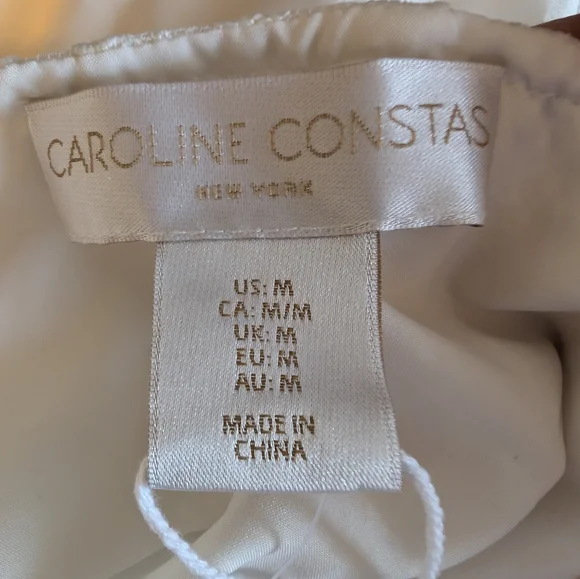 CAROLINE CONSTAS
NEW YORK
US: M
CA: M/M
UK: M
EU: M
AU: M
MADE IN
CHINA